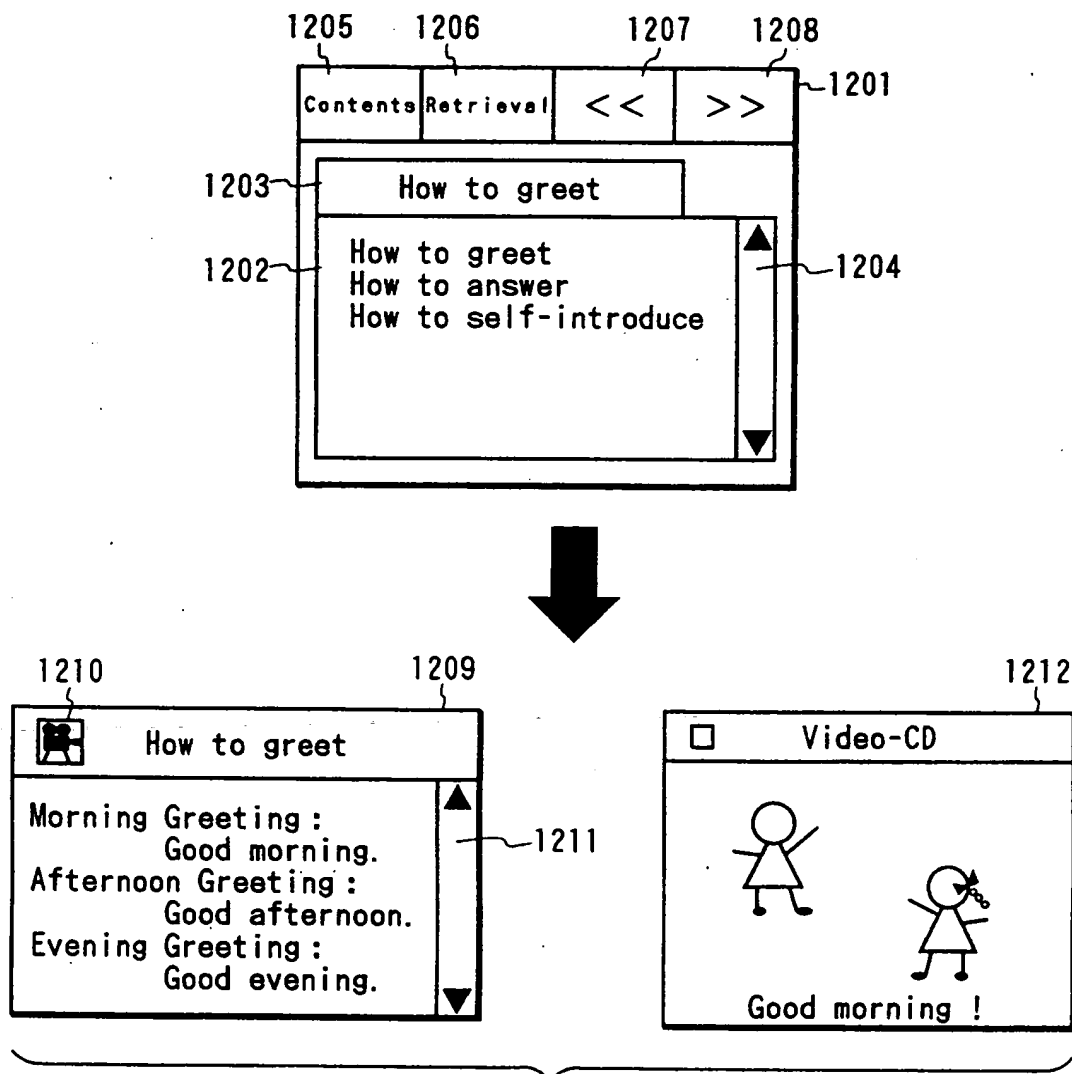 1205 1206 1207 1208
1201
Contents Retrieval << >>
1203 How to greet
How to greet
1202 How to answer 1204
How to self-introduce
1210 1209 1212
How to greet Video-CD
Morning Greeting :
Good morning. 1211
Afternoon Greeting :
Good afternoon.
Evening Greeting :
Good evening.
Good morning !